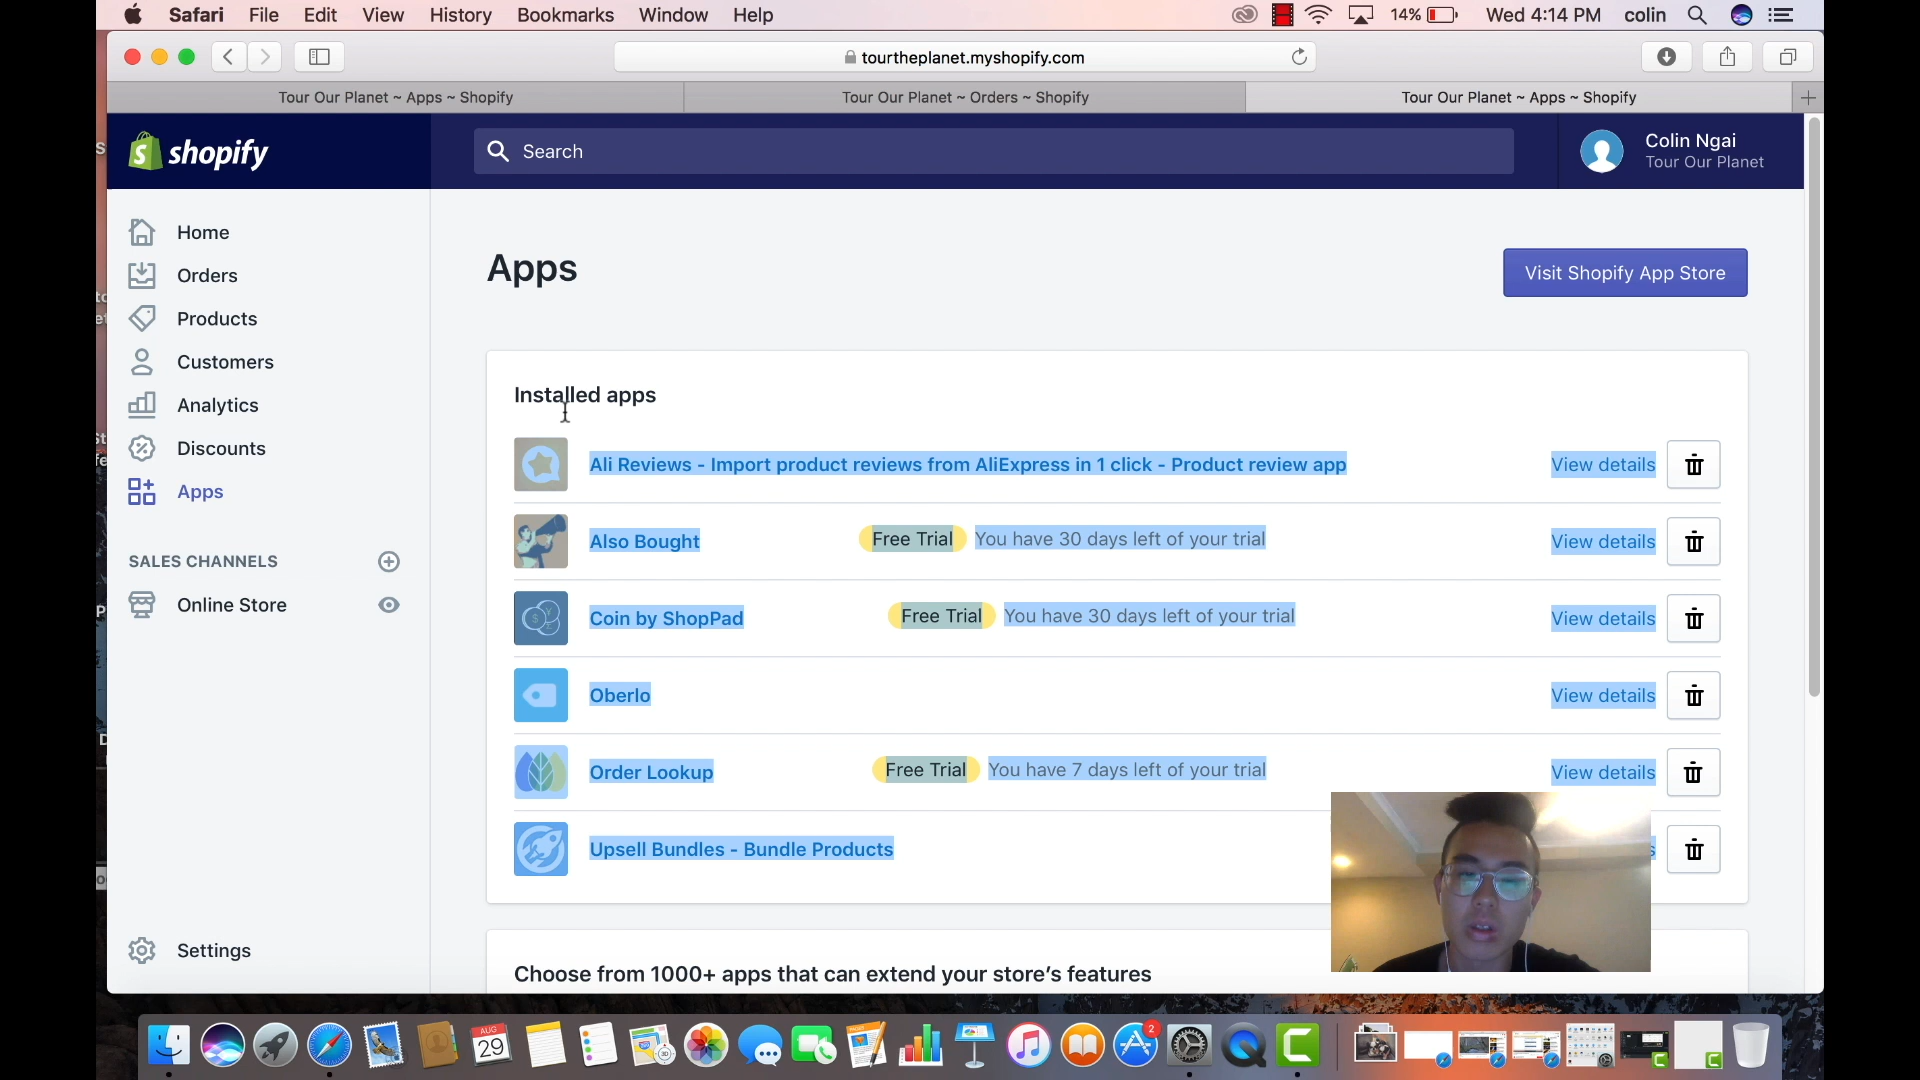 Safari File Edit View History Bookmarks Window Help 14% Wed 4:14 PM colin
tourtheplanet.myshopify.com
Tour Our Planet ~ Apps ~ Shopify
Tour Our Planet ~ Orders ~ Shopify
Tour Our Planet ~ Apps ~ Shopify
shopify
Search
Colin Ngai
Tour Our Planet
Home
Orders
Products
Customers
Analytics
Discounts
Apps
SALES CHANNELS
Online Store
Settings
Apps
Visit Shopify App Store
Installed apps
Ali Reviews - Import product reviews from AliExpress in 1 click - Product review app View details
Also Bought Free Trial You have 30 days left of your trial View details
Coin by ShopPad Free Trial You have 30 days left of your trial View details
Oberlo View details
Order Lookup Free Trial You have 7 days left of your trial View details
Upsell Bundles - Bundle Products
Choose from 1000+ apps that can extend your store's features
AUG
29
2